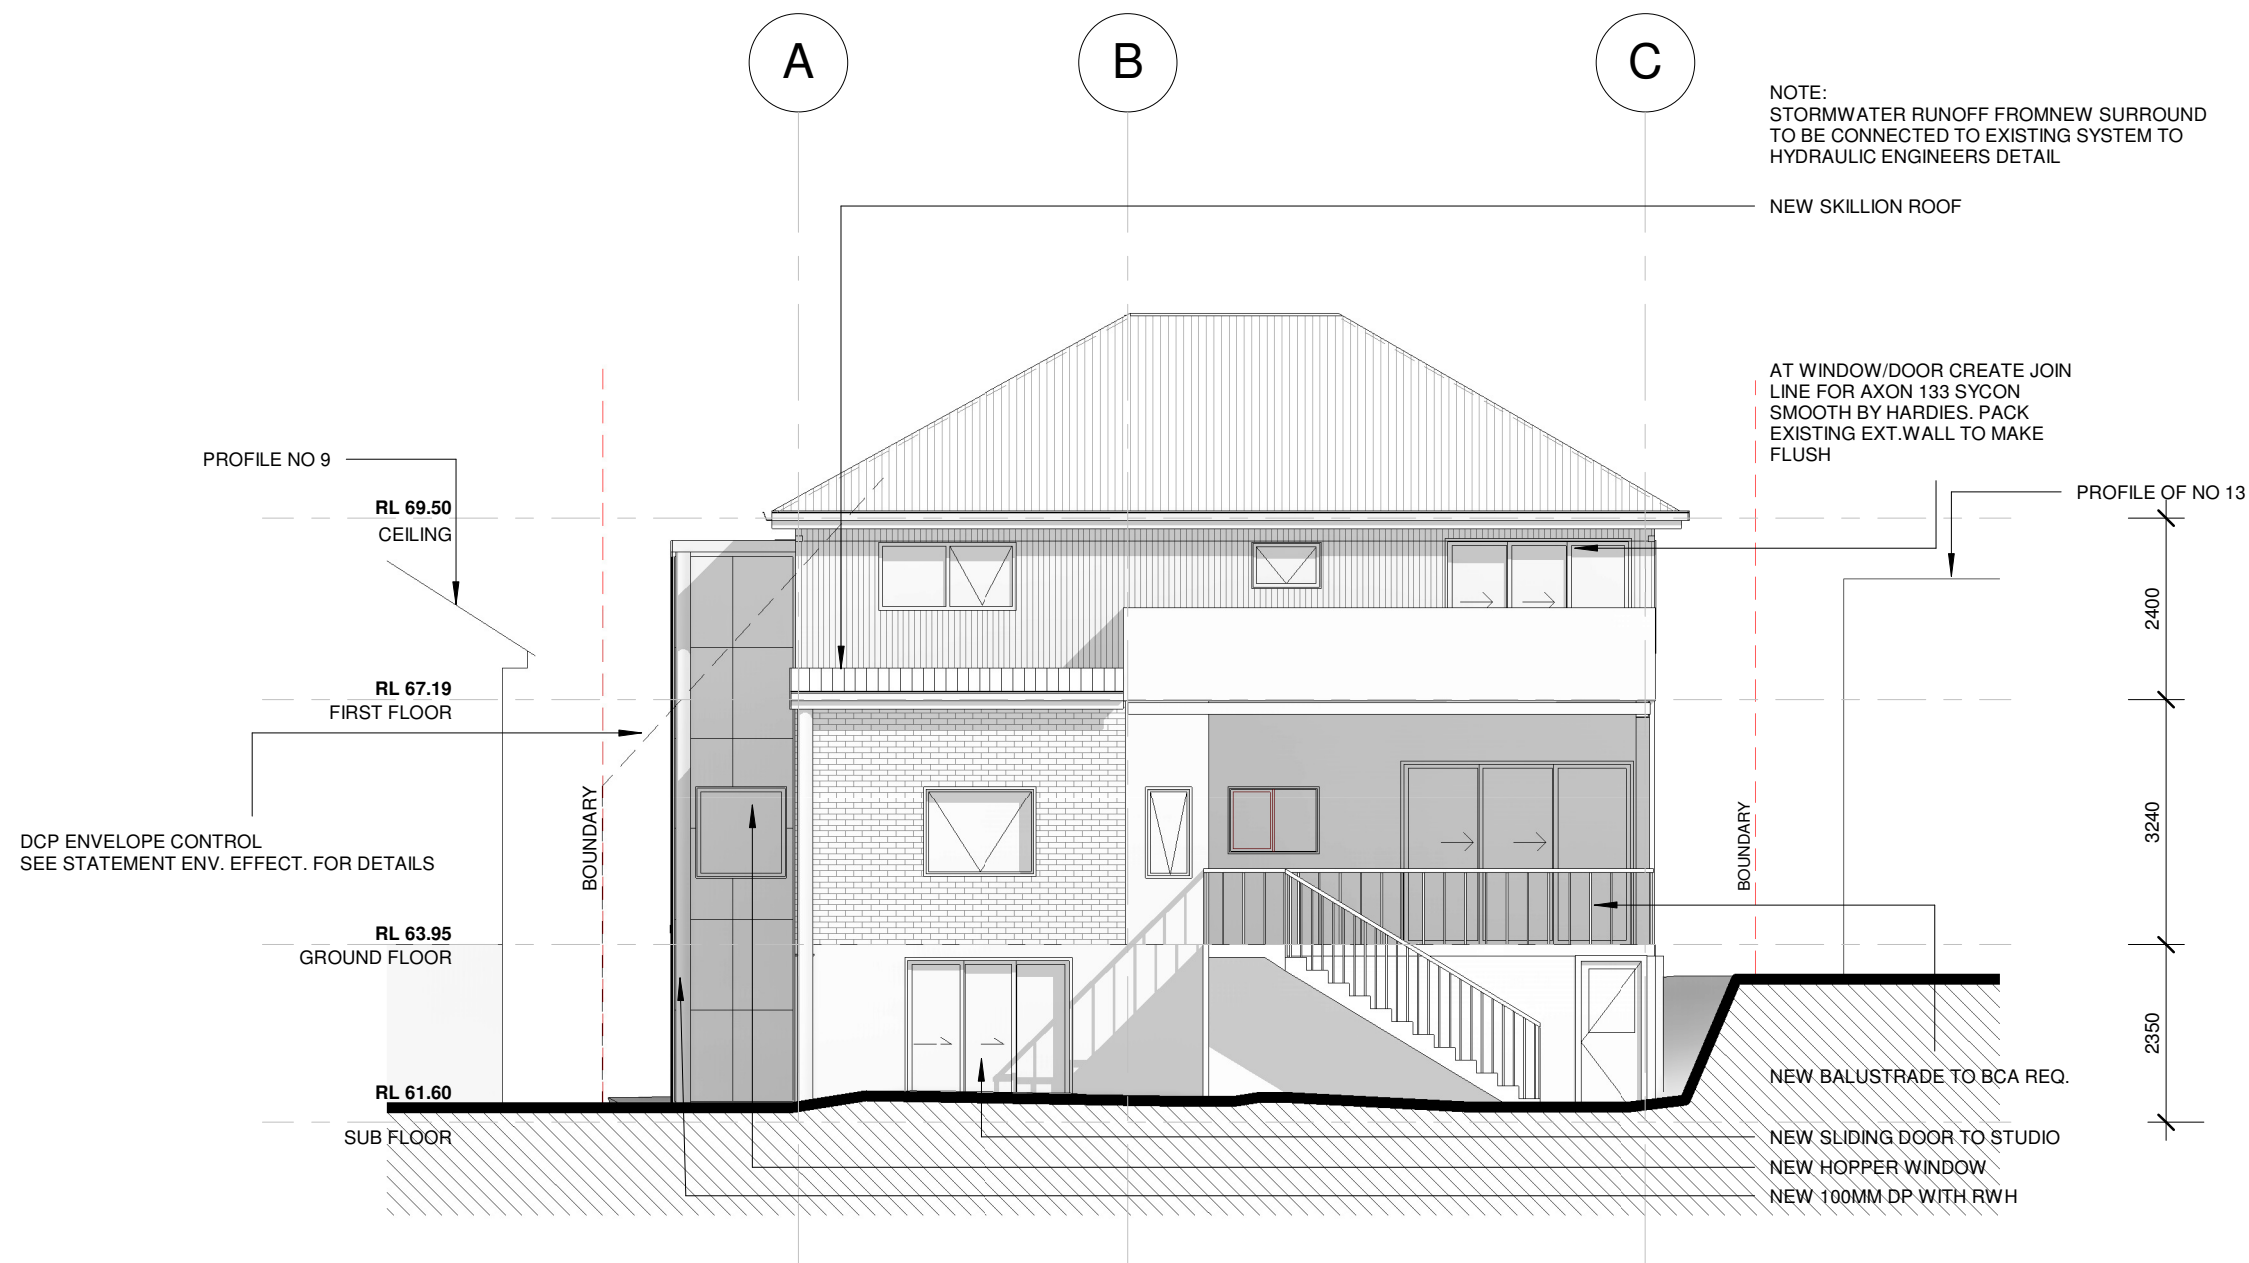 A
B
C
NOTE:
STORMWATER RUNOFF FROMNEW SURROUND
TO BE CONNECTED TO EXISTING SYSTEM TO
HYDRAULIC ENGINEERS DETAIL
NEW SKILLION ROOF
AT WINDOW/DOOR CREATE JOIN
LINE FOR AXON 133 SYCON
SMOOTH BY HARDIES. PACK
EXISTING EXT.WALL TO MAKE
FLUSH
PROFILE NO 9
PROFILE OF NO 13
RL 69.50
CEILING
2400
RL 67.19
FIRST FLOOR
DCP ENVELOPE CONTROL
SEE STATEMENT ENV. EFFECT. FOR DETAILS
BOUNDARY
BOUNDARY
3240
RL 63.95
GROUND FLOOR
2350
RL 61.60
SUB FLOOR
NEW BALUSTRADE TO BCA REQ.
NEW SLIDING DOOR TO STUDIO
NEW HOPPER WINDOW
NEW 100MM DP WITH RWH